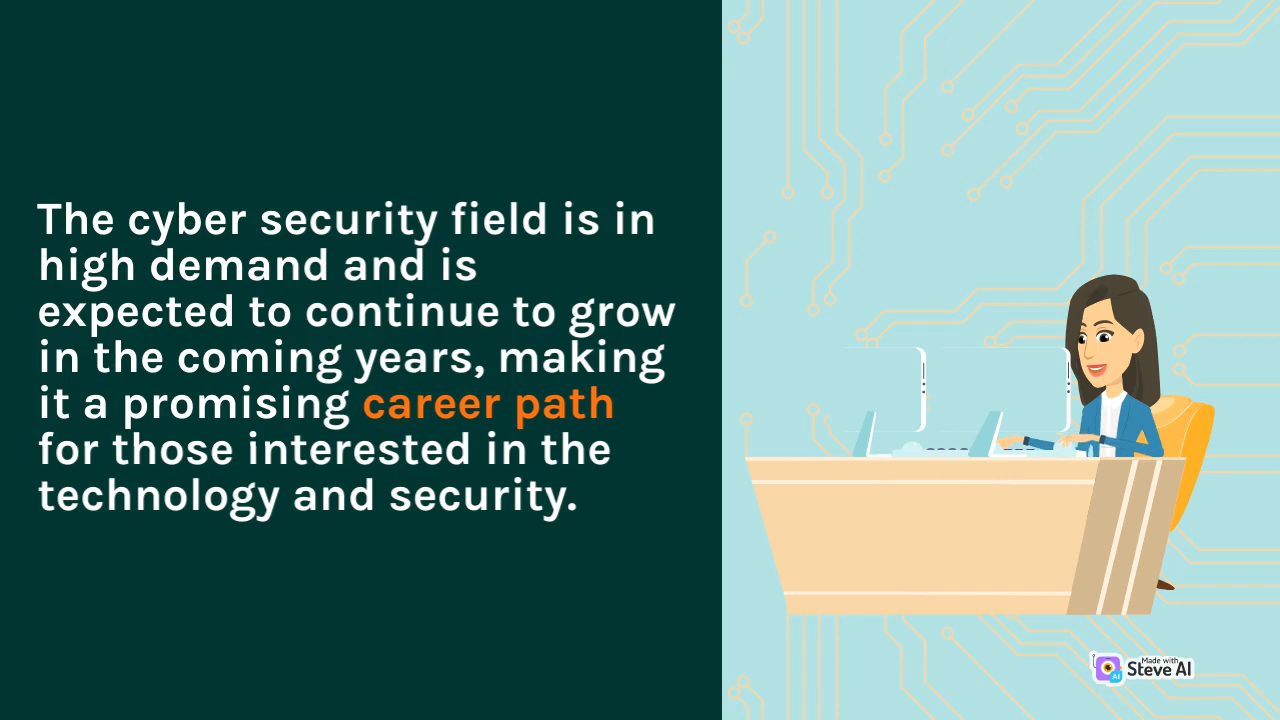 The cyber security field is in
high demand and is
expected to continue to grow
in the coming years, making
it a promising career path
for those interested in the
technology and security.
Made with
Steve AI
AI